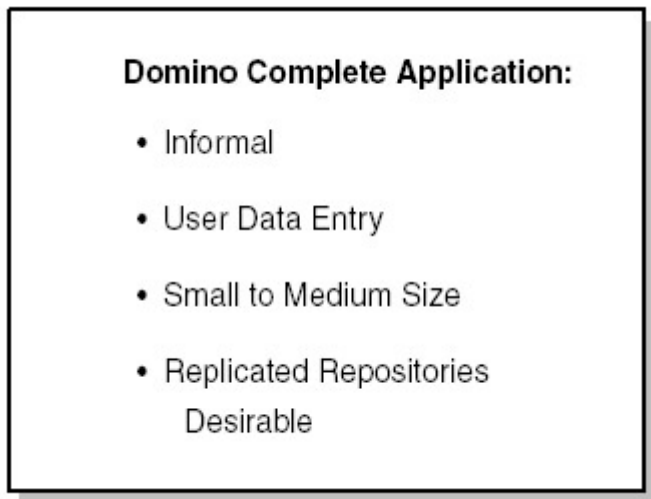 Domino Complete Application:
• Informal
• User Data Entry
• Small to Medium Size
• Replicated Repositories
Desirable